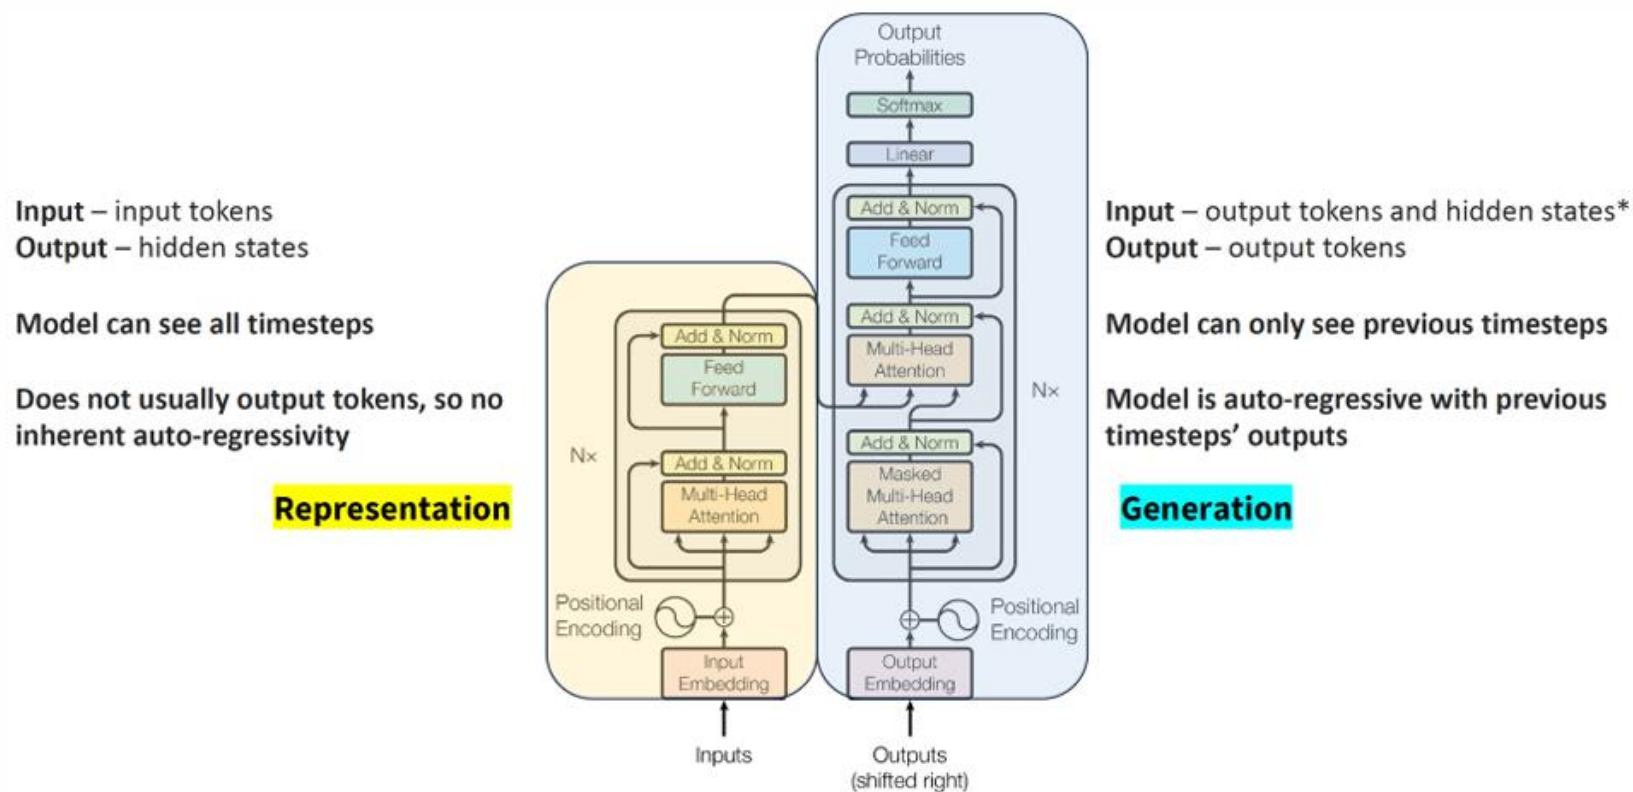 Input – input tokens
Output – hidden states
Model can see all timesteps
Does not usually output tokens, so no
inherent auto-regressivity
Representation
Add & Norm
Feed
Forward
Nx
Add & Norm
Multi-Head
Attention
Positional
Encoding
Input
Embedding
Inputs
Output
Probabilities
Softmax
Linear
Add & Norm
Feed
Forward
Add & Norm
Multi-Head
Attention
Nx
Add & Norm
Masked
Multi-Head
Attention
Positional
Encoding
Output
Embedding
Outputs
(shifted right)
Input – output tokens and hidden states*
Output – output tokens
Model can only see previous timesteps
Model is auto-regressive with previous
timesteps’ outputs
Generation